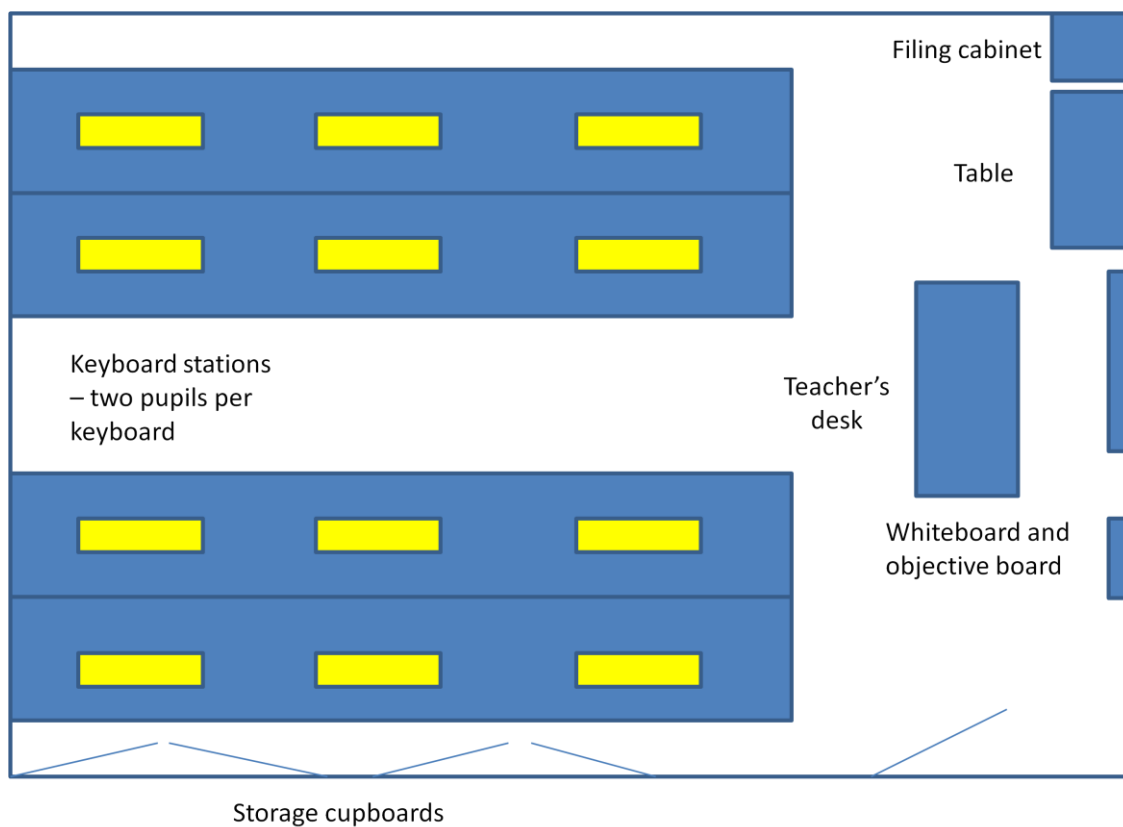 Filing cabinet
Table
Keyboard stations
– two pupils per
keyboard
Teacher’s
desk
Whiteboard and
objective board
Storage cupboards